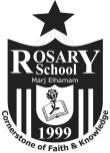 ROSARY
School
Marj Elhamam
1999
Cornerstone of Faith & Knowledge